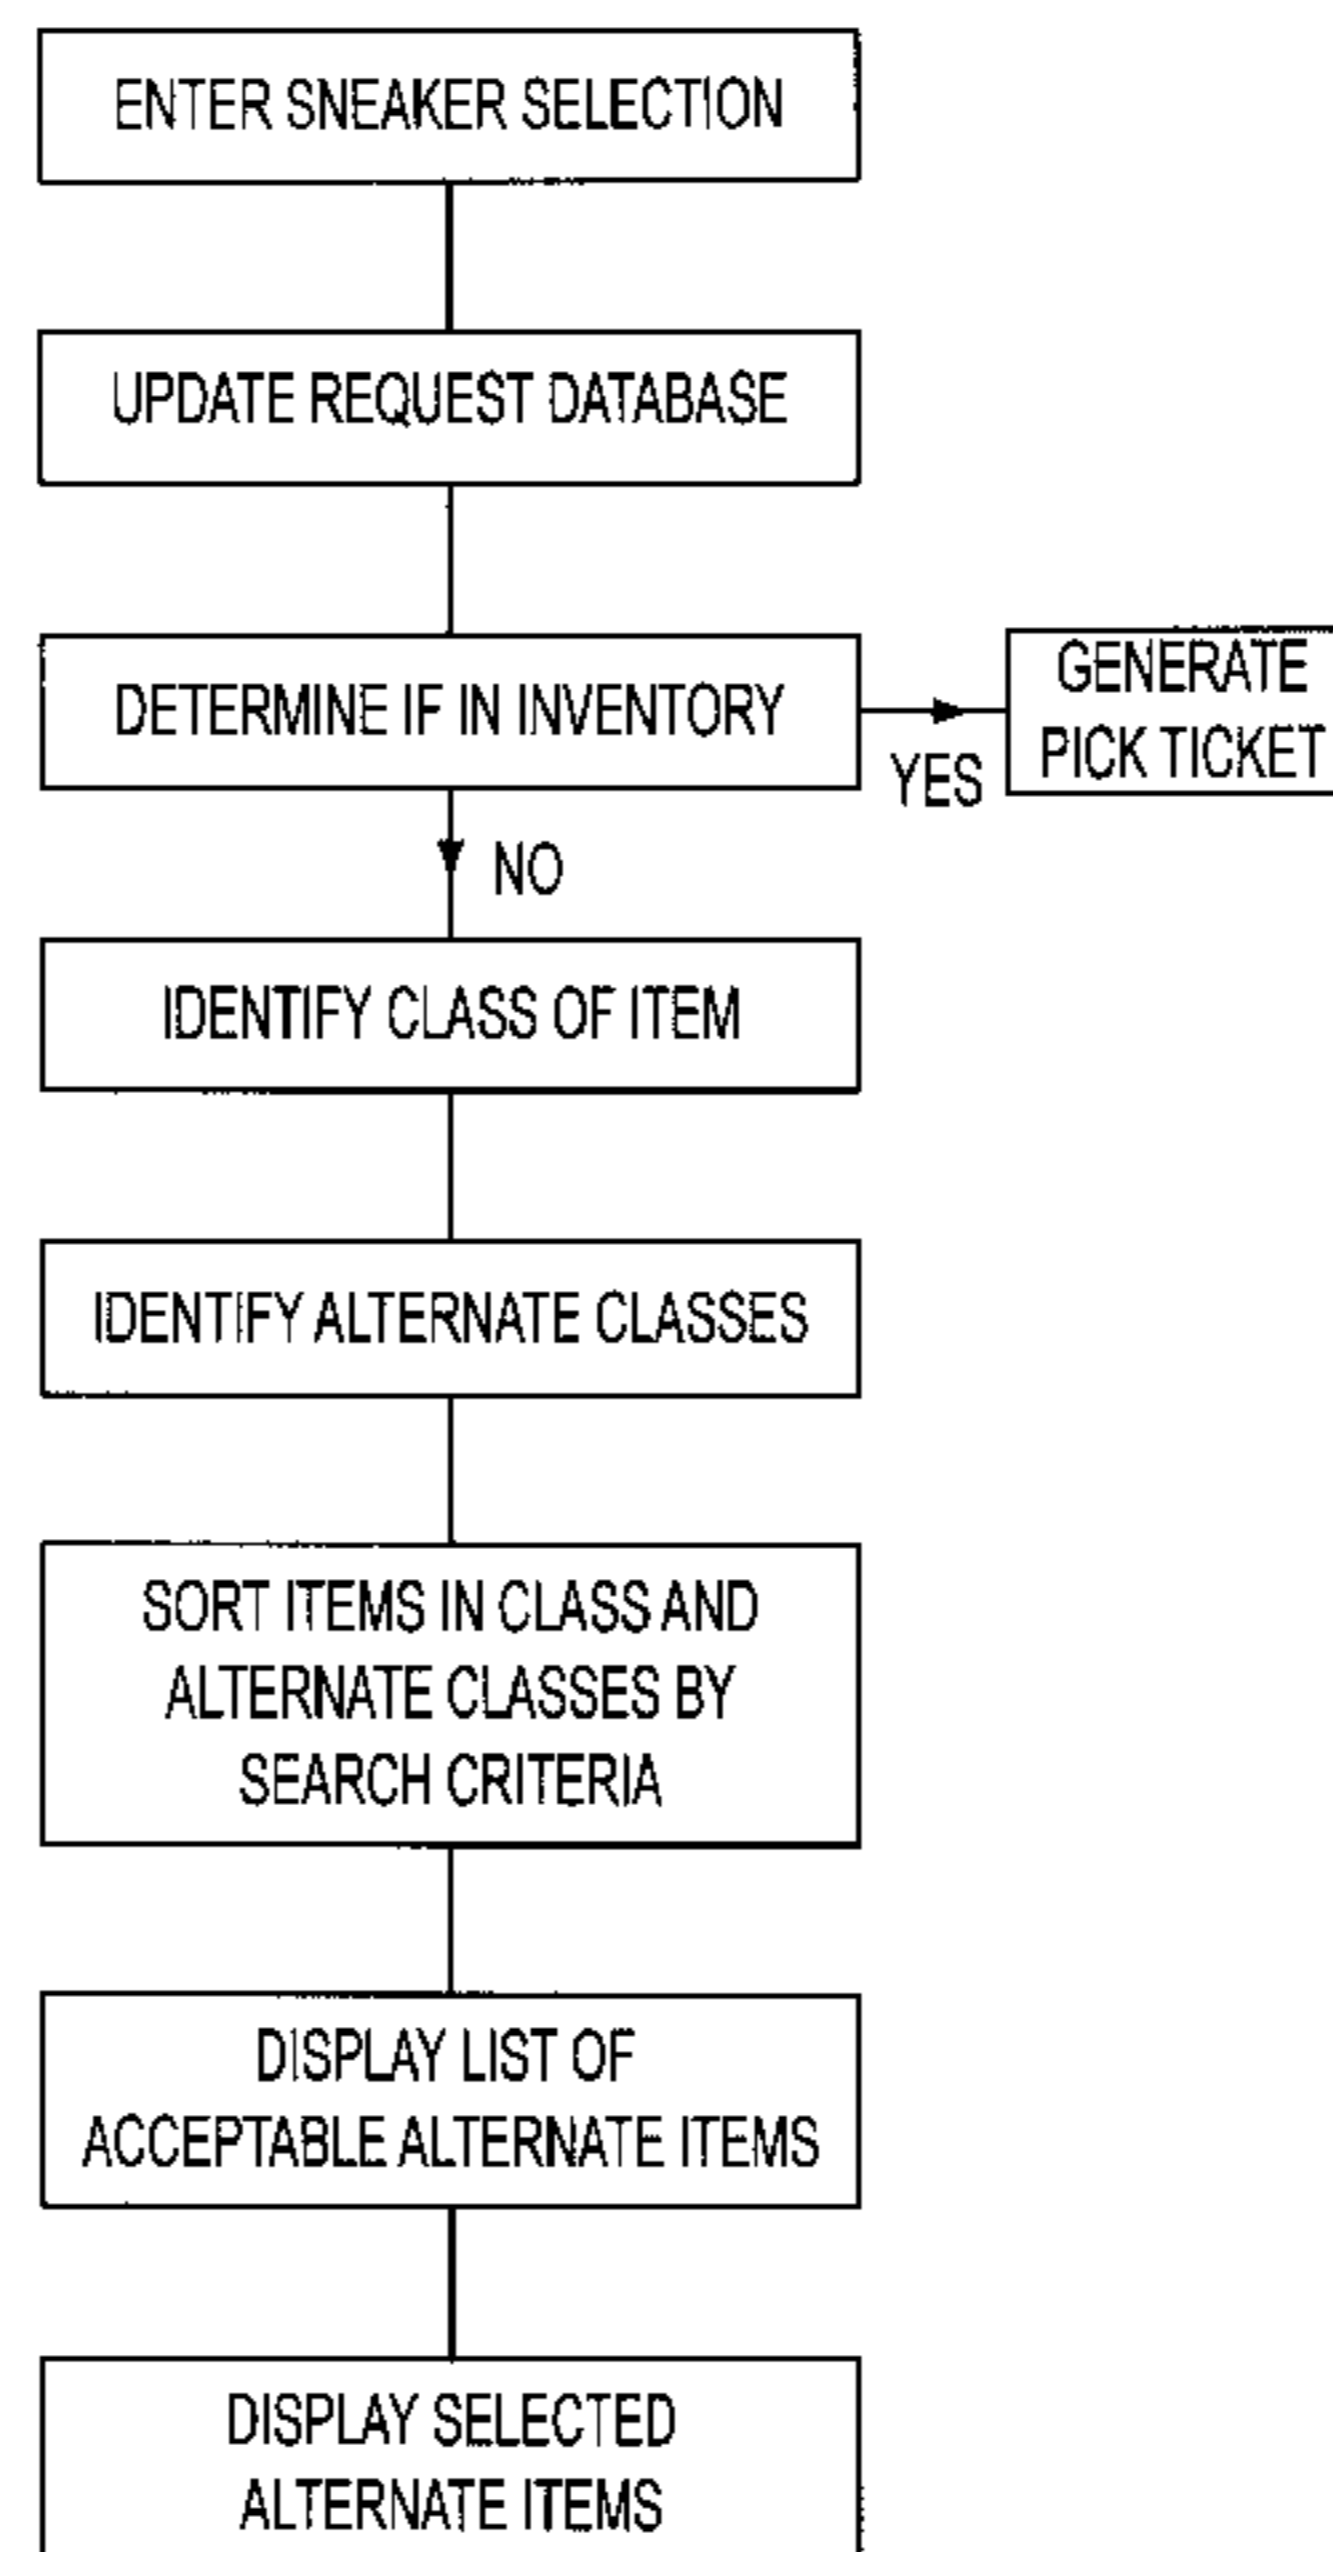 ENTER SNEAKER SELECTION
UPDATE REQUEST DATABASE
DETERMINE IF IN INVENTORY
YES
GENERATE
PICK TICKET
NO
IDENTIFY CLASS OF ITEM
IDENTIFY ALTERNATE CLASSES
SORT ITEMS IN CLASS AND
ALTERNATE CLASSES BY
SEARCH CRITERIA
DISPLAY LIST OF
ACCEPTABLE ALTERNATE ITEMS
DISPLAY SELECTED
ALTERNATE ITEMS